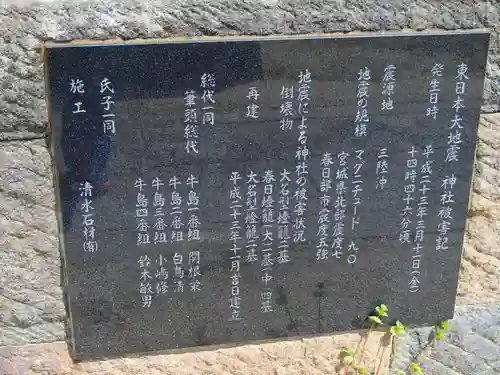 東日本大地震 神社被害記
発生日時 平成二十三年三月十一日(金)
十四時四十六分頃
震源地 三陸沖
地震の規模 マグニチュード 九・〇
宮城県北部震度七
春日部市震度五強
地震による神社の被害状況
倒壊物 大名型燈籠二基
春日燈籠(大)二基(中)四基
再建 大名型燈籠二基
平成二十三年十一月吉日建立
総代一同
筆頭総代 牛島一番組 関根栄
牛島二番組 白鳥清
牛島三番組 小嶋修
牛島四番組 鈴木敏男
氏子一同
施工 清水石材(有)